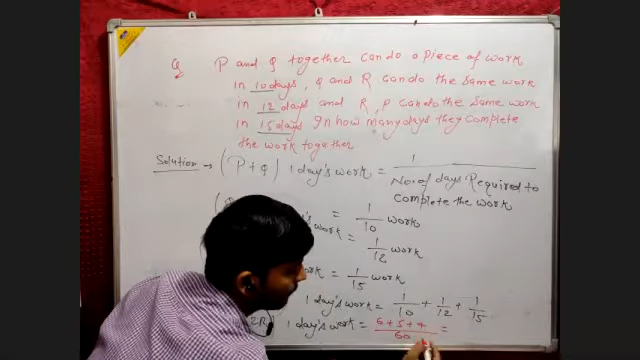 Q P and Q together can do a piece of work
in 10 days, Q and R can do the same work
in 12 days and R, P can do the same work
in 15 days In how many days they complete
the work together
Solution → (P+Q) 1 day's work = 1 / No. of days Required to complete the work
= 1/10 work
work = 1/12 work
work = 1/15 work
1 day's work = 1/10 + 1/12 + 1/15
2R) 1 day's work = 6+5+4 / 60 =